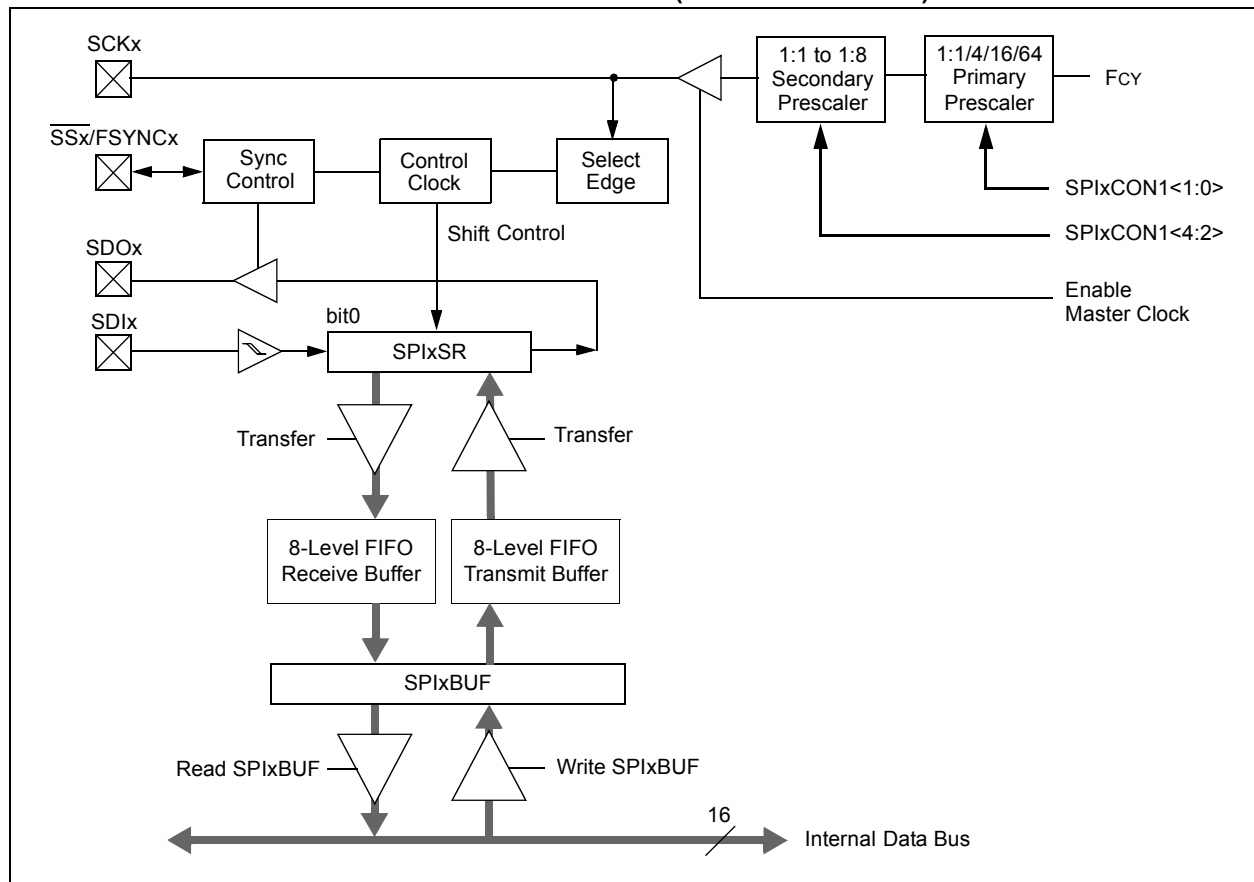 SCKx
1:1 to 1:8
Secondary
Prescaler
1:1/4/16/64
Primary
Prescaler
FCY
SSx/FSYNCx
Sync
Control
Control
Clock
Select
Edge
SPIxCON1<1:0>
Shift Control
SPIxCON1<4:2>
SDOx
Enable
Master Clock
SDIx
bit0
SPIxSR
Transfer
Transfer
8-Level FIFO
Receive Buffer
8-Level FIFO
Transmit Buffer
SPIxBUF
Read SPIxBUF
Write SPIxBUF
16
Internal Data Bus